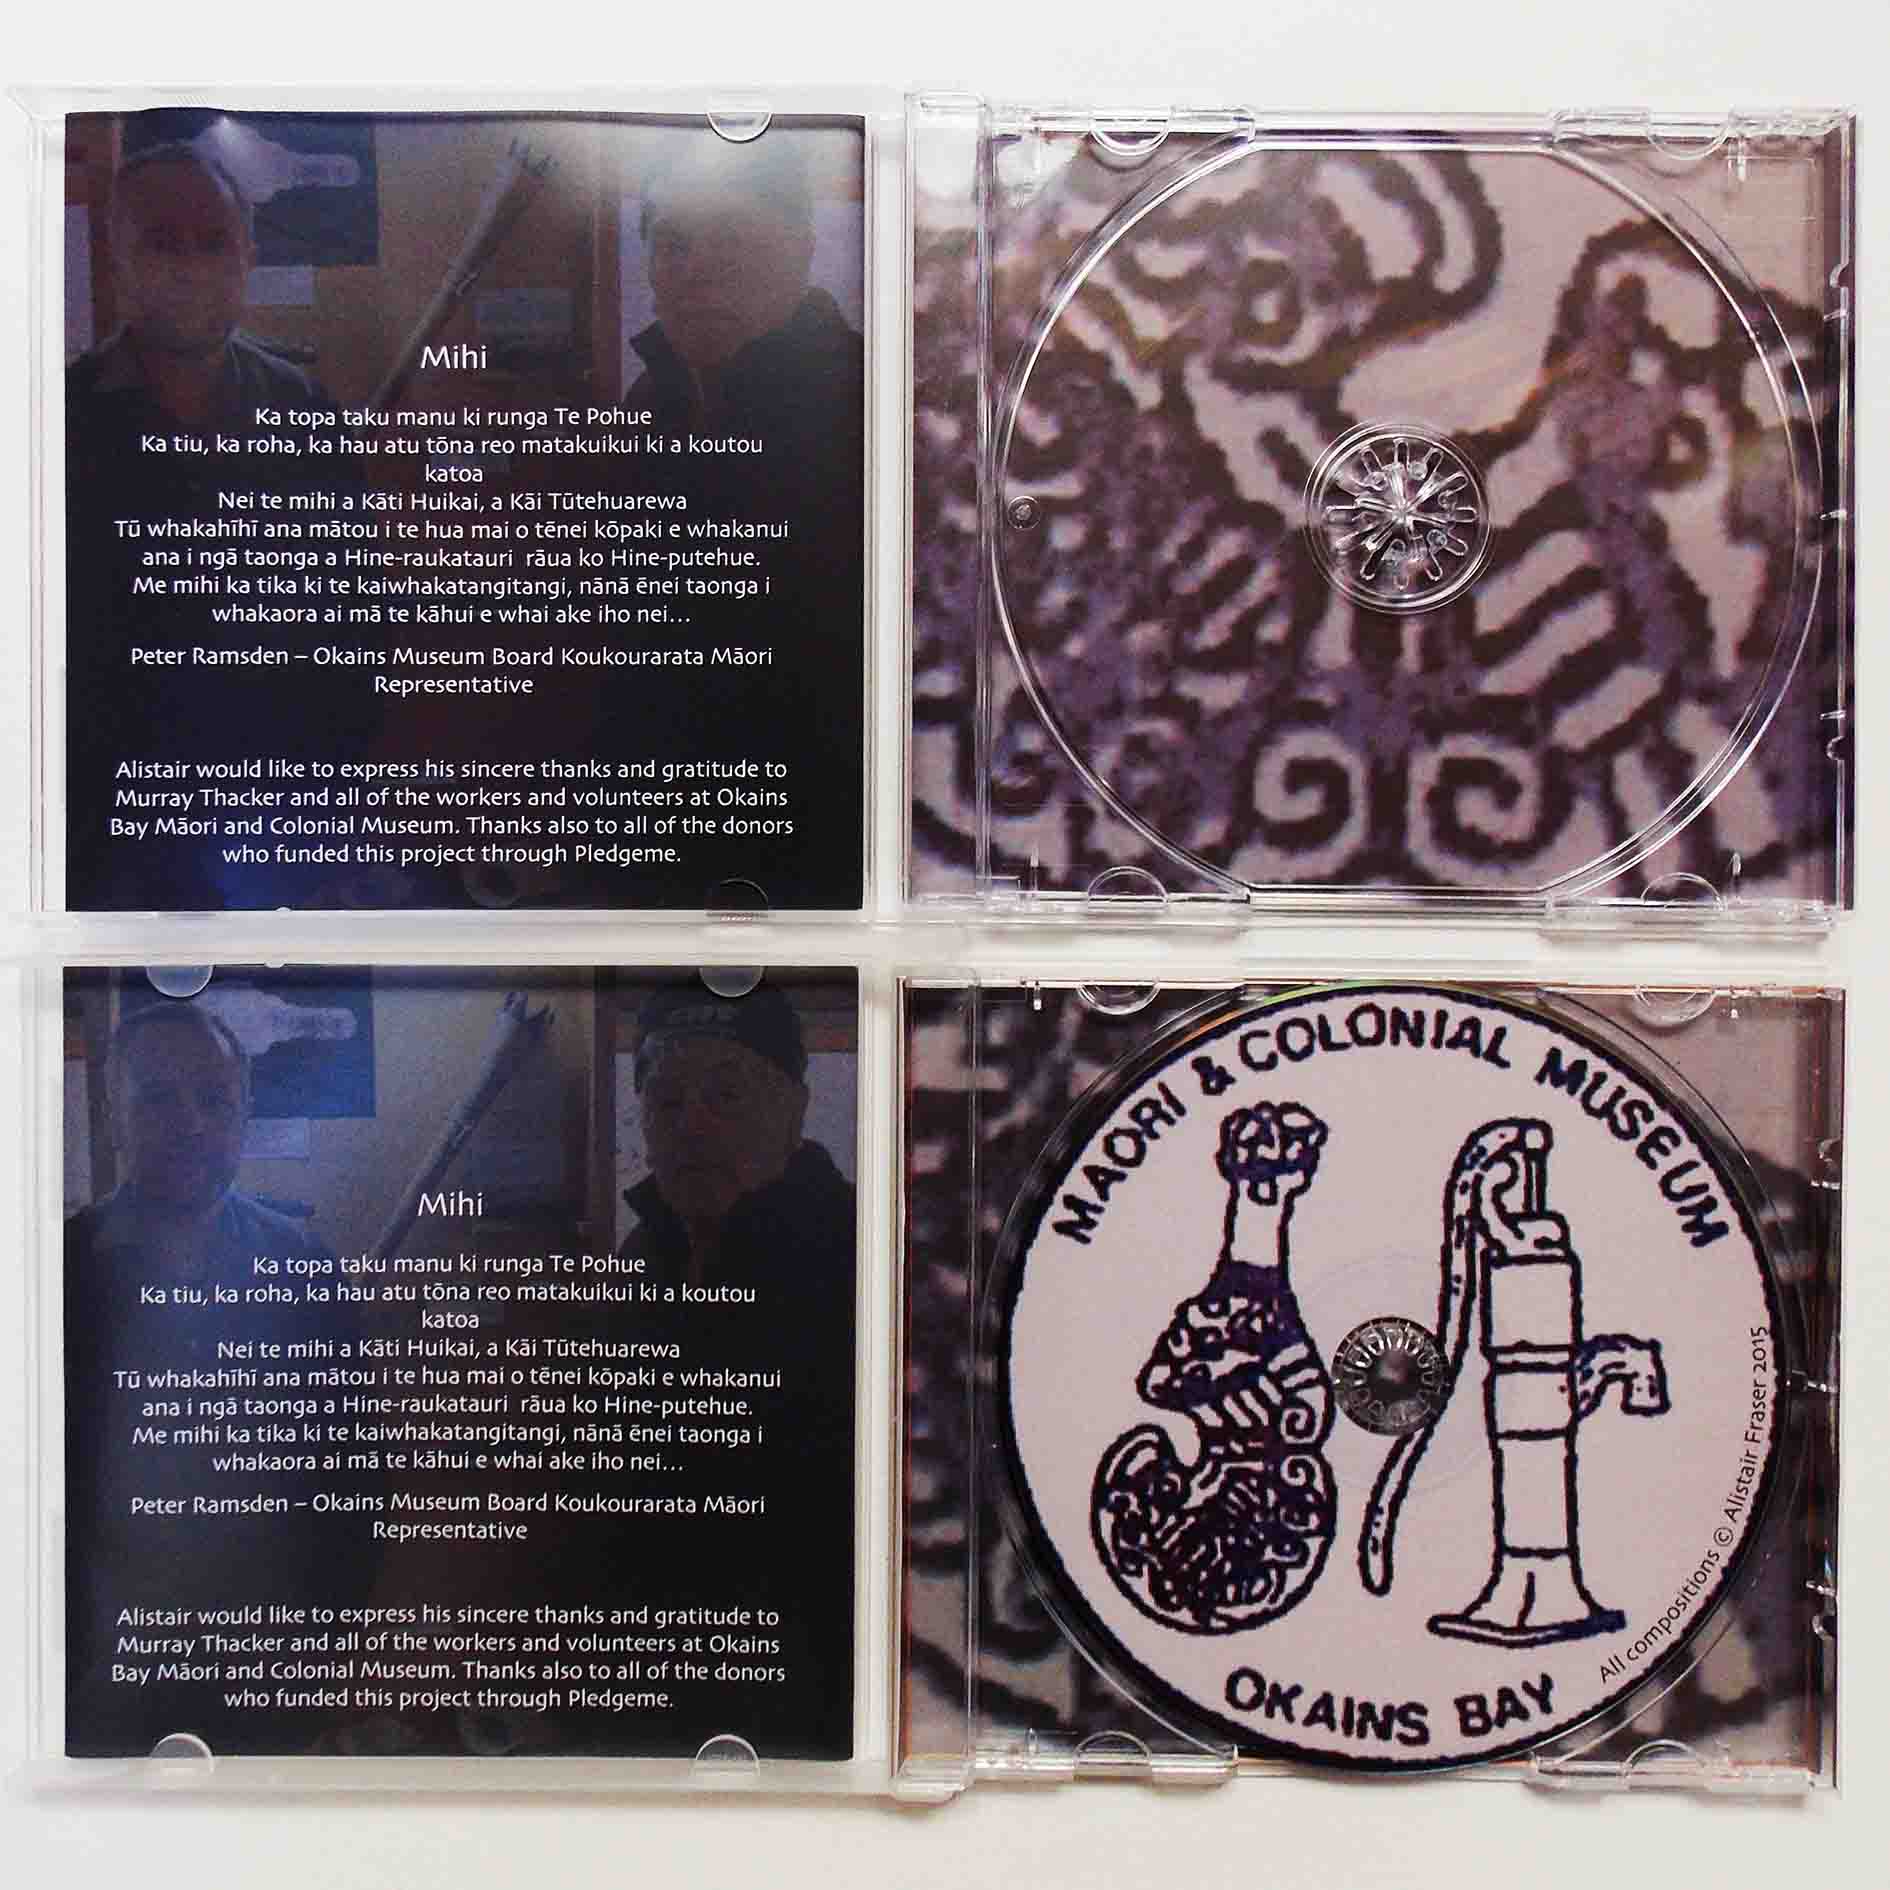 Mihi
Ka topa taku manu ki runga Te Pohue
Ka tiu, ka roha, ka hau atu tōna reo matakuikui ki a koutou
katoa
Nei te mihi a Kāti Huikai, a Kāi Tūtehuarewa
Tū whakahīhī ana mātou i te hua mai o tēnei kōpaki e whakanui
ana i ngā taonga a Hine-raukatauri rāua ko Hine-putehue.
Me mihi ka tika ki te kaiwhakatangitangi, nānā ēnei taonga i
whakaora ai mā te kāhui e whai ake iho nei...
Peter Ramsden – Okains Museum Board Koukourarata Māori
Representative
Alistair would like to express his sincere thanks and gratitude to
Murray Thacker and all of the workers and volunteers at Okains
Bay Māori and Colonial Museum. Thanks also to all of the donors
who funded this project through Pledgeme.
Mihi
Ka topa taku manu ki runga Te Pohue
Ka tiu, ka roha, ka hau atu tōna reo matakuikui ki a koutou
katoa
Nei te mihi a Kāti Huikai, a Kāi Tūtehuarewa
Tū whakahīhī ana mātou i te hua mai o tēnei kōpaki e whakanui
ana i ngā taonga a Hine-raukatauri rāua ko Hine-putehue.
Me mihi ka tika ki te kaiwhakatangitangi, nānā ēnei taonga i
whakaora ai mā te kāhui e whai ake iho nei...
Peter Ramsden – Okains Museum Board Koukourarata Māori
Representative
Alistair would like to express his sincere thanks and gratitude to
Murray Thacker and all of the workers and volunteers at Okains
Bay Māori and Colonial Museum. Thanks also to all of the donors
who funded this project through Pledgeme.
MAORI & COLONIAL MUSEUM
OKAINS BAY
All compositions © Alistair Fraser 2015